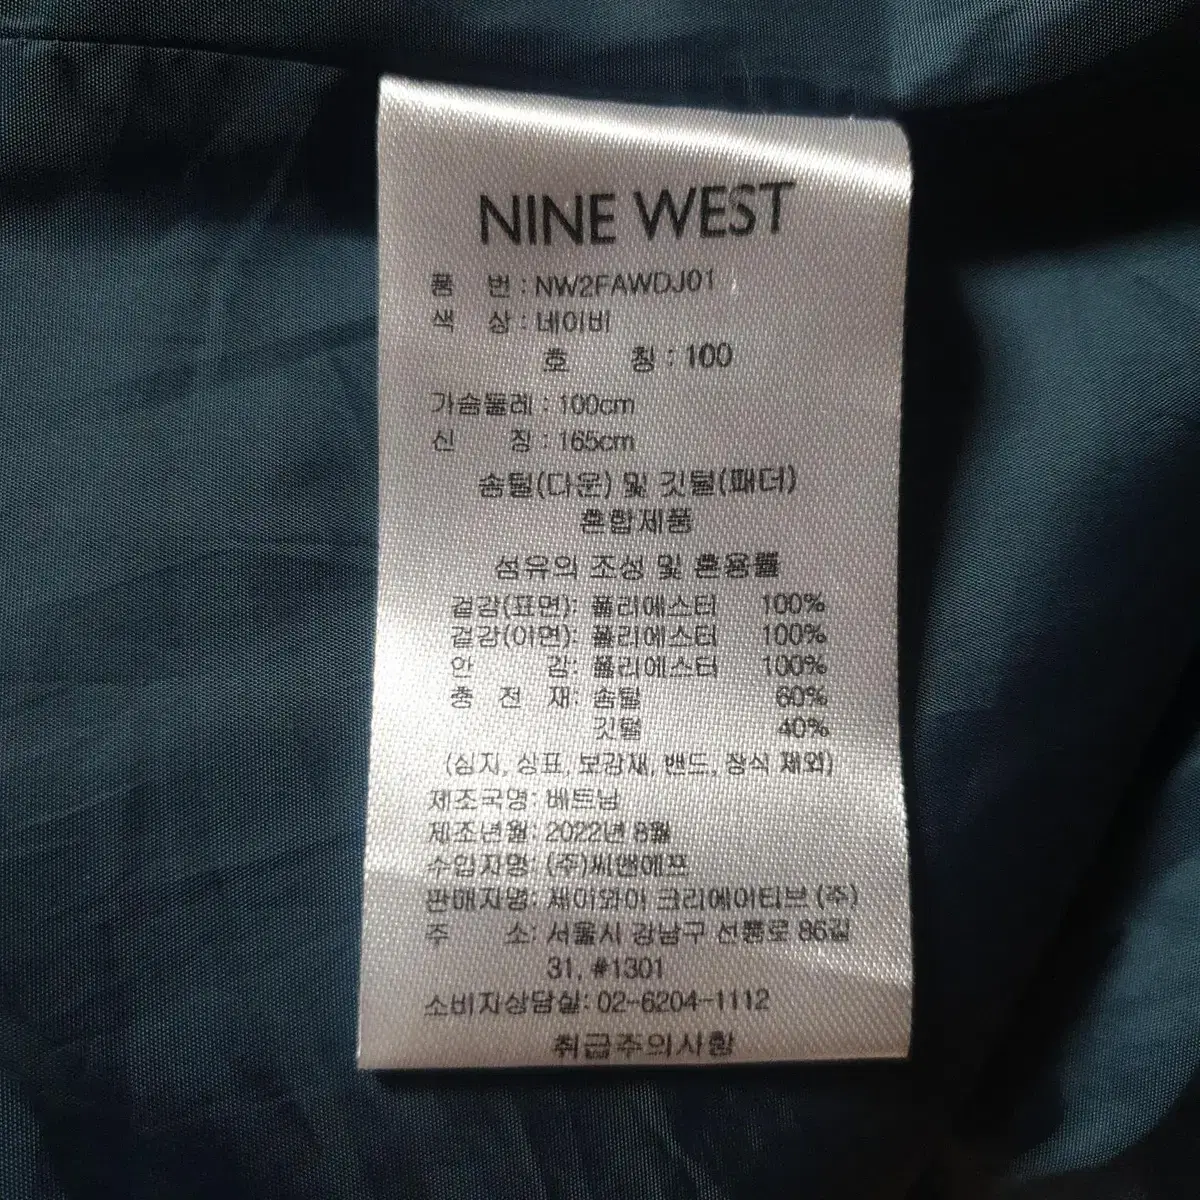 NINE WEST
품 번 : NW2FAWDJ01
색 상 : 네이비
호 칭 : 100
가슴둘레 : 100cm
신 장 : 165cm
솜털(다운) 및 깃털(패더)
혼합제품
섬유의 조성 및 혼용률
겉감(표면): 폴리에스터 100%
겉감(이면): 폴리에스터 100%
안 감: 폴리에스터 100%
충 전 재: 솜털 60%
깃털 40%
(심지, 상표, 보강재, 밴드, 장식 제외)
제조국명: 베트남
제조년월: 2022년 8월
수입자명: (주)씨앤에프
판매자명: 제이와이 크리에이티브 (주)
주 소: 서울시 강남구 선릉로 86길
31, #1301
소비자상담실: 02-6204-1112
취급주의사항